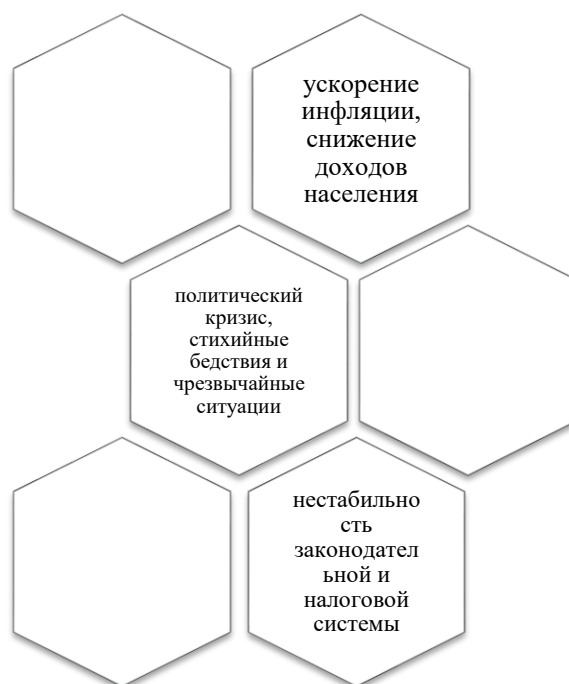 ускорение
инфляции,
снижение
доходов
населения
политический
кризис,
стихийные
бедствия и
чрезвычайные
ситуации
нестабильно
сть
законодател
ьной и
налоговой
системы